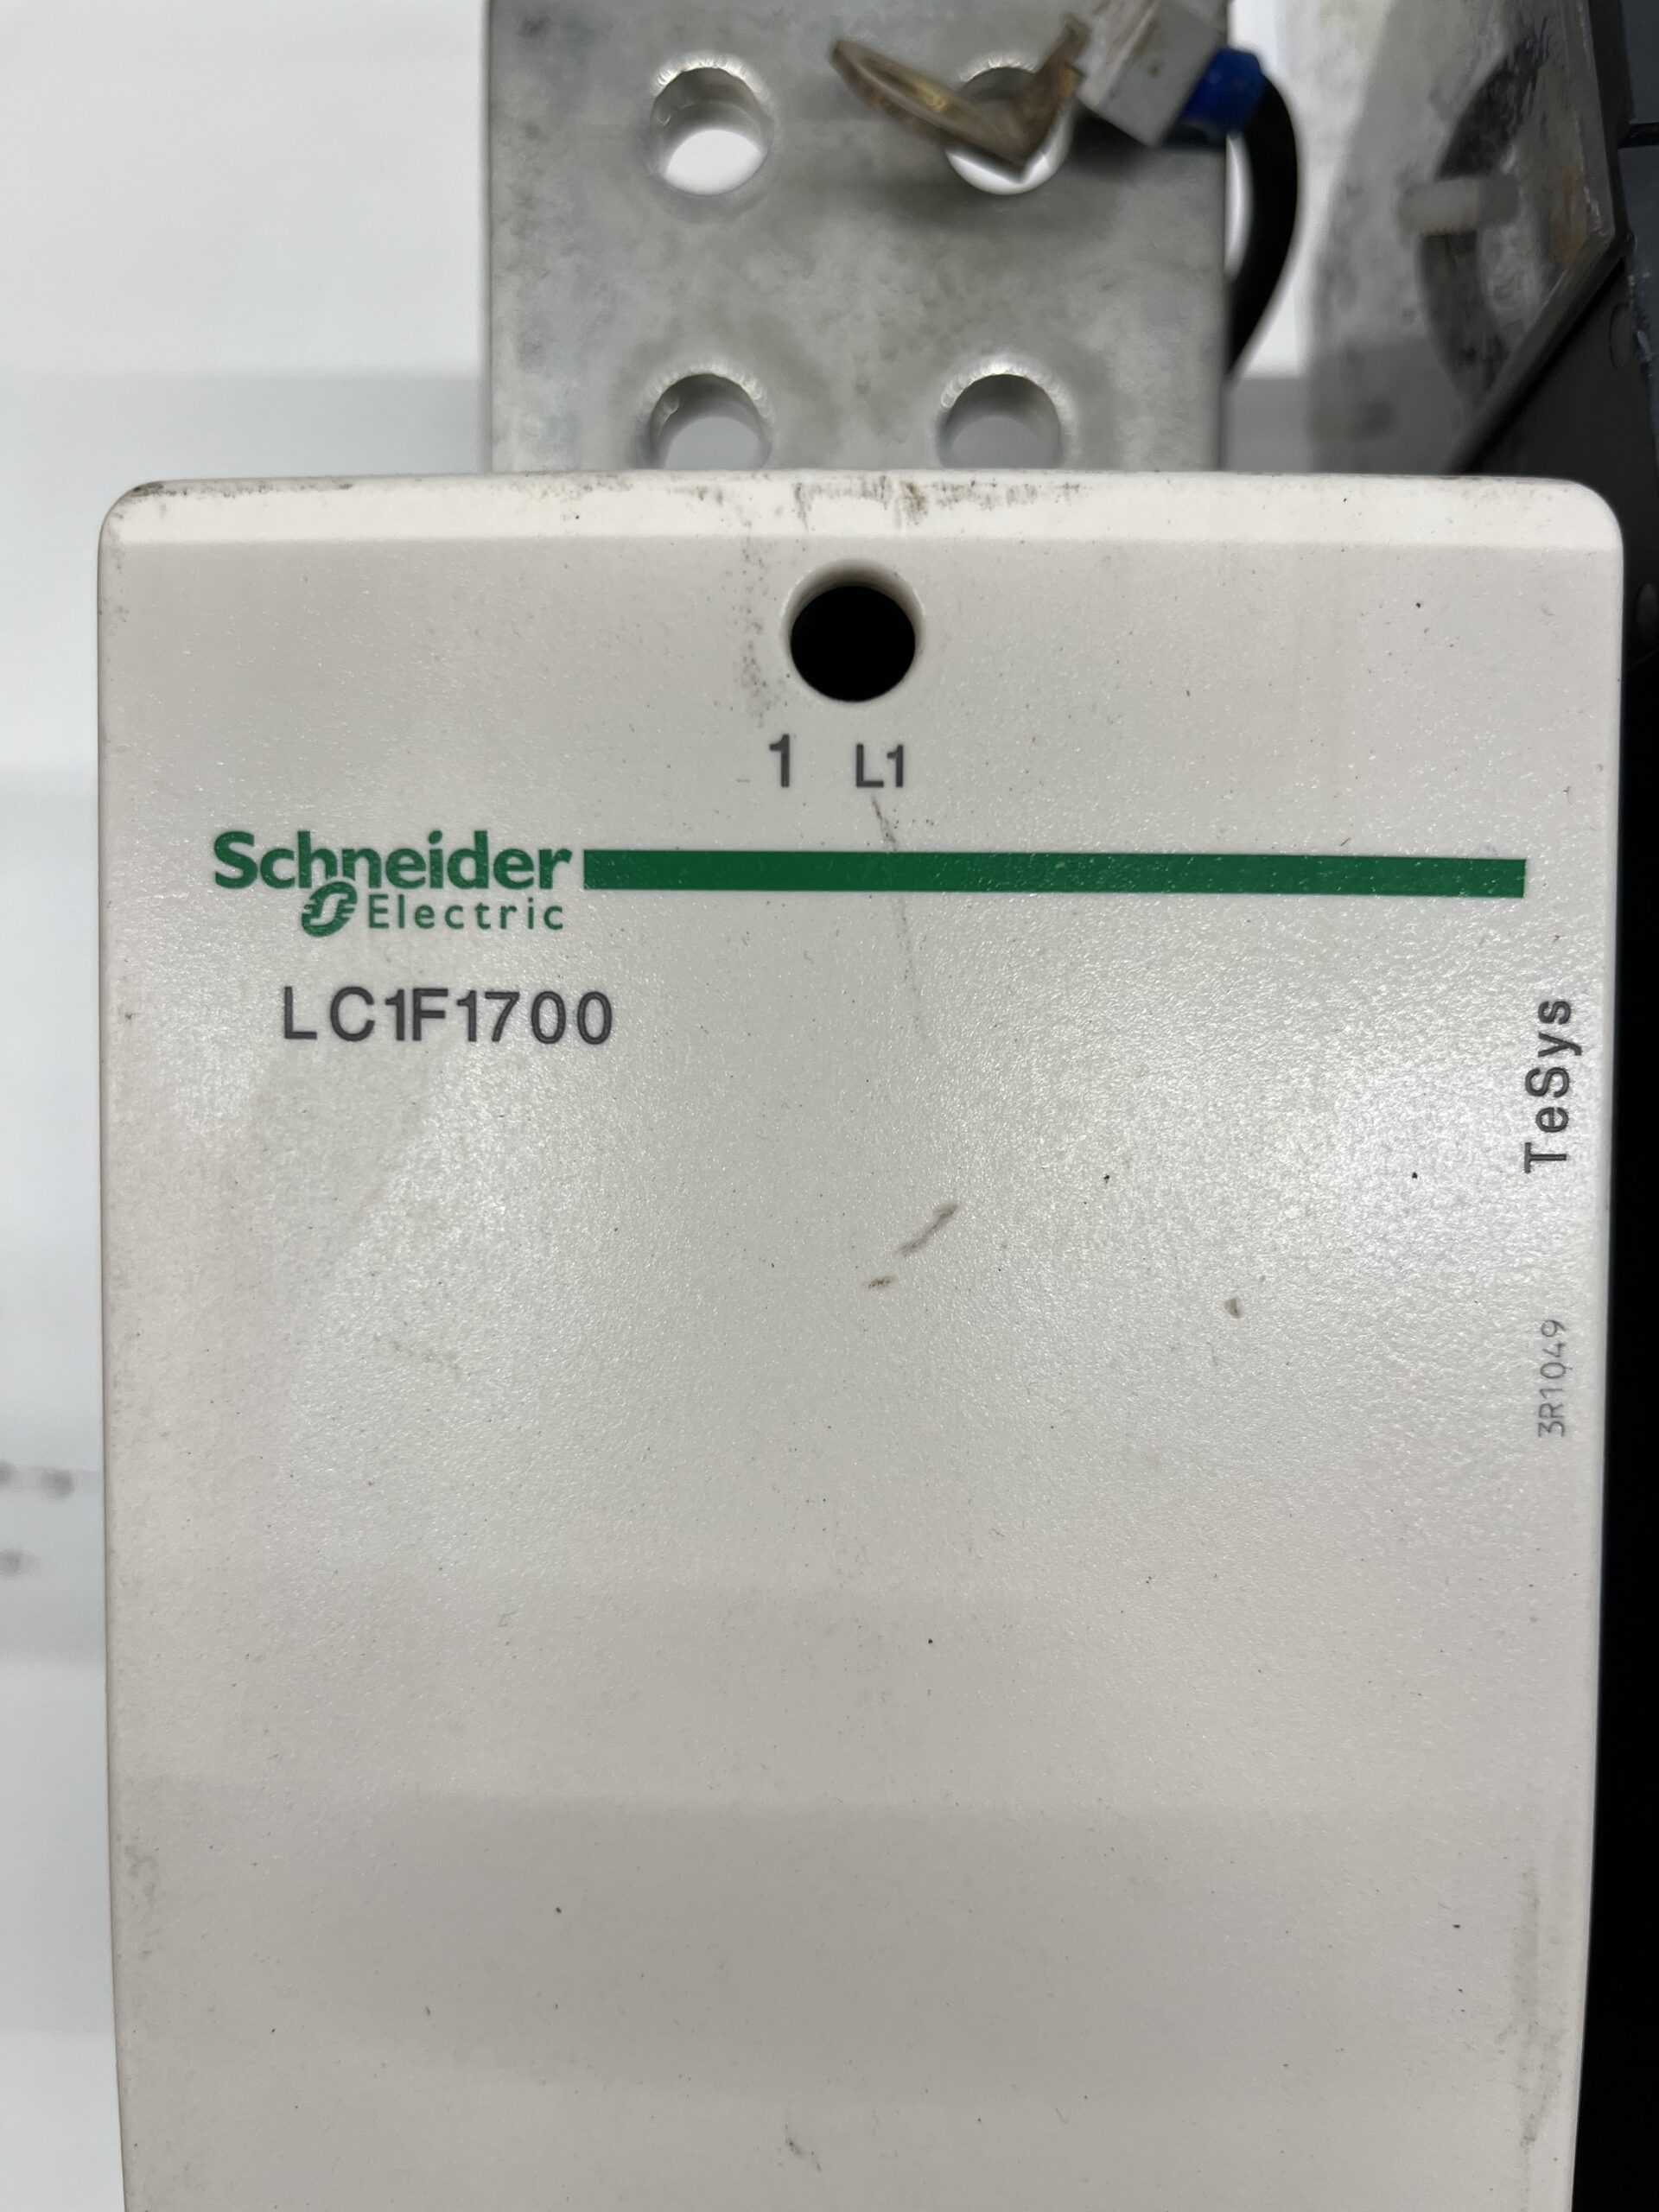 1 L1
Schneider
Electric
LC1F1700
TeSys
3R1049